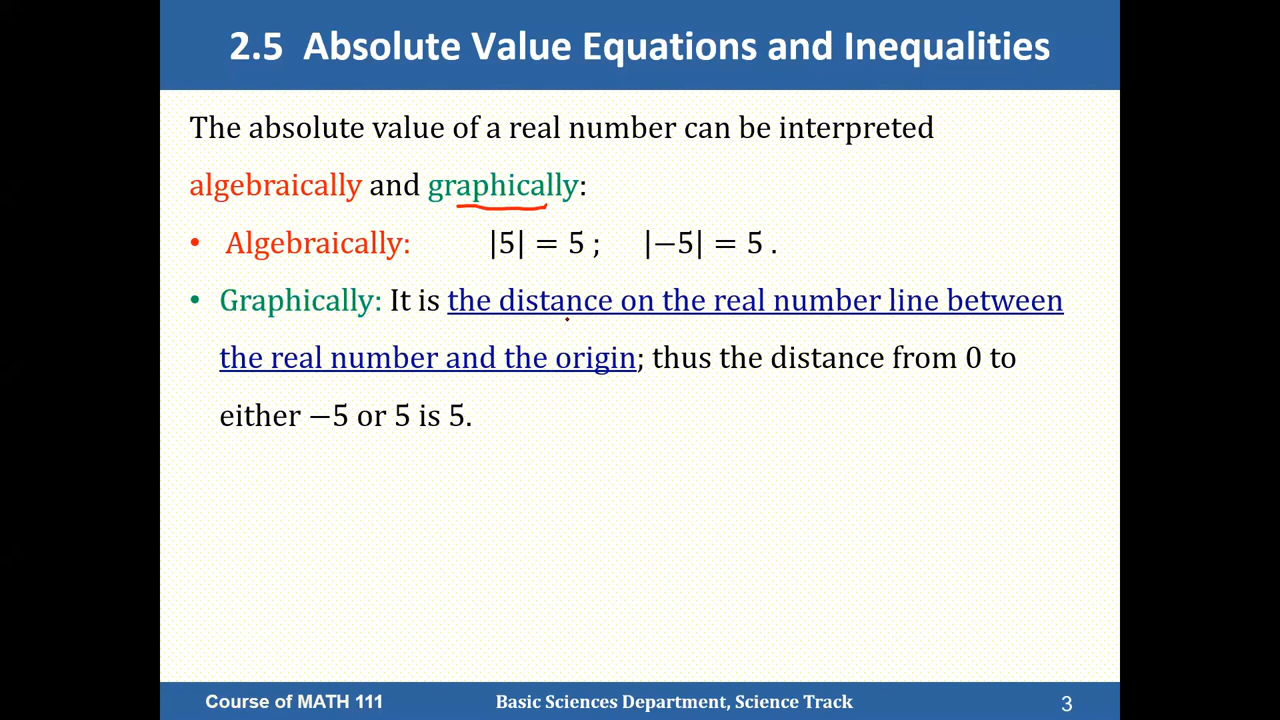 2.5 Absolute Value Equations and Inequalities
The absolute value of a real number can be interpreted
algebraically and graphically:
• Algebraically: |5| = 5 ; |−5| = 5 .
• Graphically: It is the distance on the real number line between
the real number and the origin; thus the distance from 0 to
either −5 or 5 is 5.
Course of MATH 111 Basic Sciences Department, Science Track 3